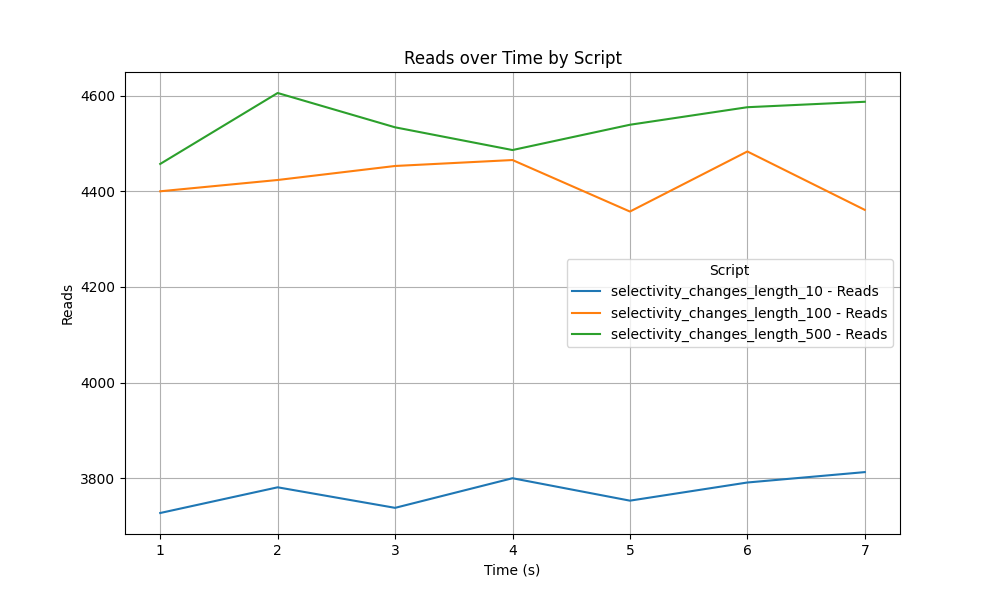 Reads over Time by Script
4600
4400
4200
4000
3800
Reads
Script
selectivity_changes_length_10 - Reads
selectivity_changes_length_100 - Reads
selectivity_changes_length_500 - Reads
1 2 3 4 5 6 7
Time (s)